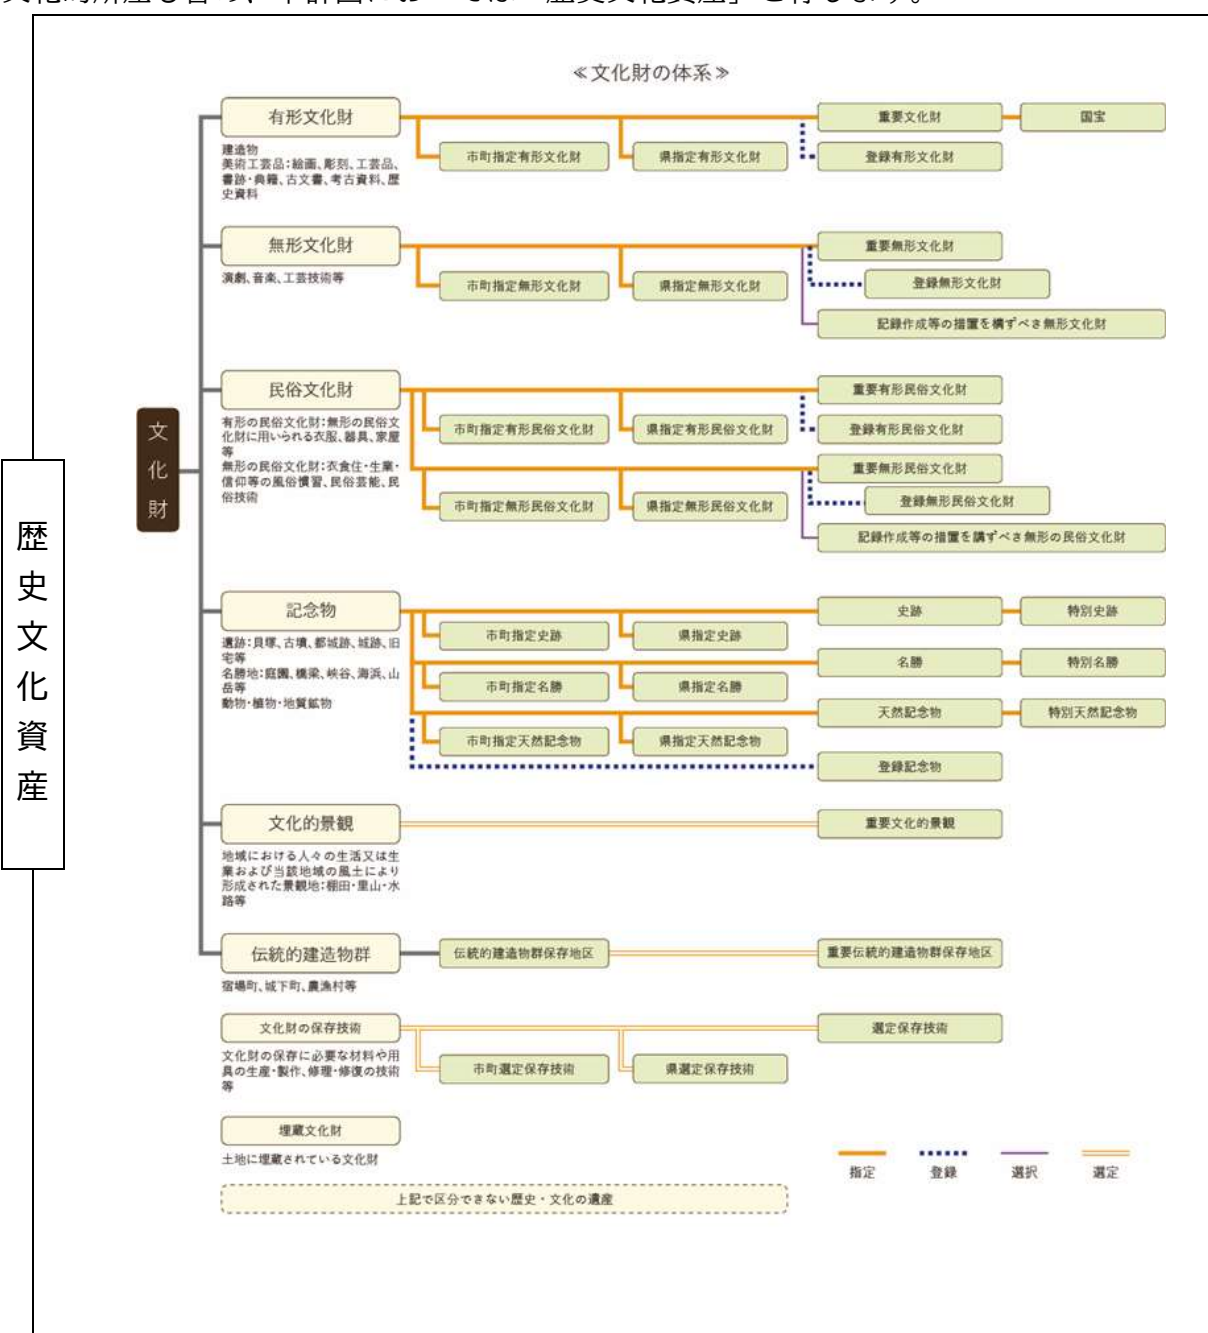 歴史文化資産
≪文化財の体系≫
文化財
有形文化財
建造物
美術工芸品：絵画、彫刻、工芸品、
書跡・典籍、古文書、考古資料、歴
史資料
市町指定有形文化財
県指定有形文化財
重要文化財
国宝
登録有形文化財
無形文化財
演劇、音楽、工芸技術等
市町指定無形文化財
県指定無形文化財
重要無形文化財
登録無形文化財
記録作成等の措置を構ずべき無形文化財
民俗文化財
有形の民俗文化財：無形の民俗文
化財に用いられる衣服、器具、家屋
等
無形の民俗文化財：衣食住・生業・
信仰等の風俗慣習、民俗芸能、民
俗技術
市町指定有形民俗文化財
県指定有形民俗文化財
重要有形民俗文化財
登録有形民俗文化財
市町指定無形民俗文化財
県指定無形民俗文化財
重要無形民俗文化財
登録無形民俗文化財
記録作成等の措置を講ずべき無形の民俗文化財
記念物
遺跡：貝塚、古墳、都城跡、城跡、旧
宅等
名勝地：庭園、橋梁、峡谷、海浜、山
岳等
動物・植物・地質鉱物
市町指定史跡
県指定史跡
史跡
特別史跡
市町指定名勝
県指定名勝
名勝
特別名勝
市町指定天然記念物
県指定天然記念物
天然記念物
特別天然記念物
登録記念物
文化的景観
地域における人々の生活又は生
業および当該地域の風土により
形成された景観地：棚田・里山・水
路等
重要文化的景観
伝統的建造物群
宿場町、城下町、農漁村等
伝統的建造物群保存地区
重要伝統的建造物群保存地区
文化財の保存技術
文化財の保存に必要な材料や用
具の生産・製作、修理・修復の技術
等
市町選定保存技術
県選定保存技術
選定保存技術
埋蔵文化財
土地に埋蔵されている文化財
上記で区分できない歴史・文化の遺産
指定
登録
選択
選定